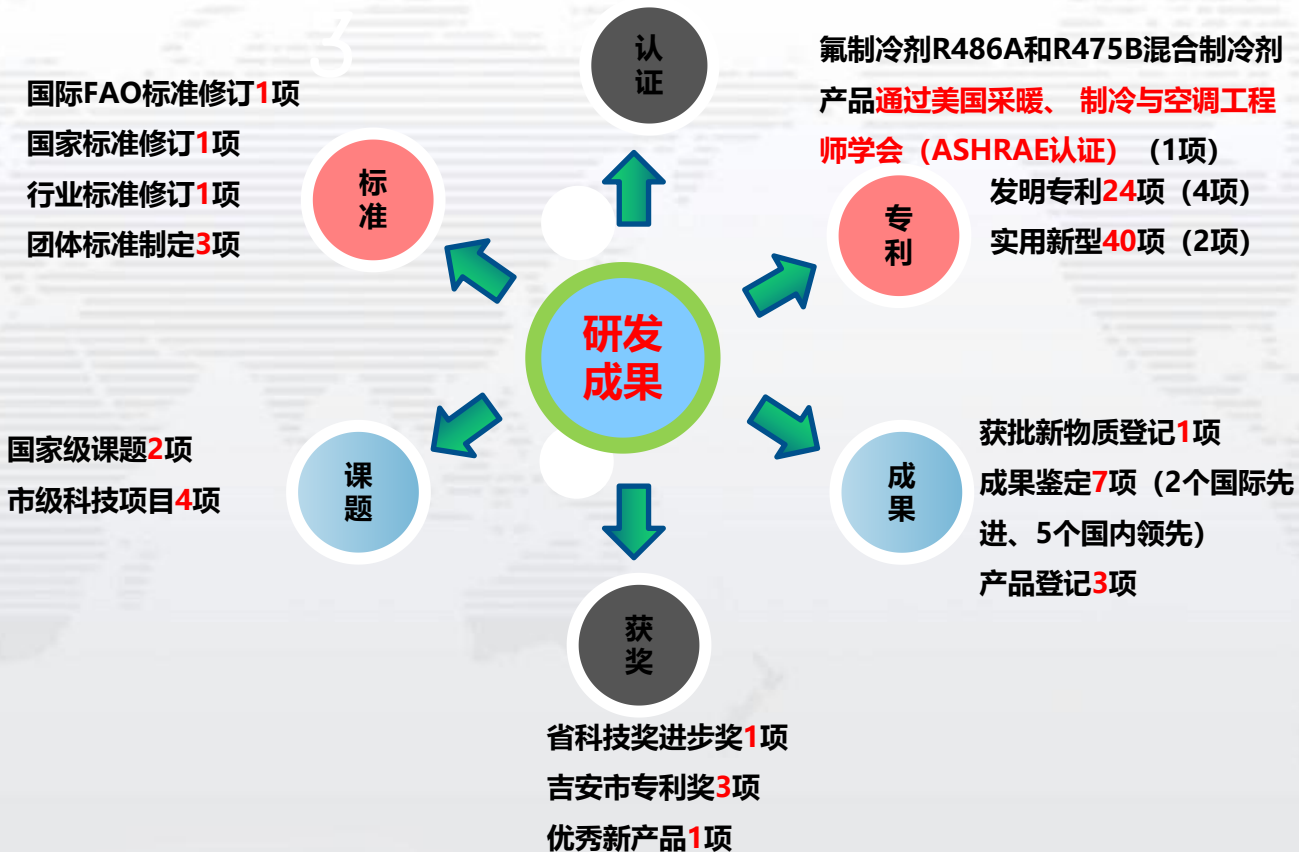 认
证
氟制冷剂R486A和R475B混合制冷剂
产品通过美国采暖、 制冷与空调工程
师学会（ASHRAE认证）（1项）
国际FAO标准修订1项
国家标准修订1项
行业标准修订1项
团体标准制定3项
标
准
专
利
发明专利24项（4项）
实用新型40项（2项）
研发
成果
国家级课题2项
市级科技项目4项
课
题
成
果
获批新物质登记1项
成果鉴定7项（2个国际先
进、5个国内领先）
产品登记3项
获
奖
省科技奖进步奖1项
吉安市专利奖3项
优秀新产品1项